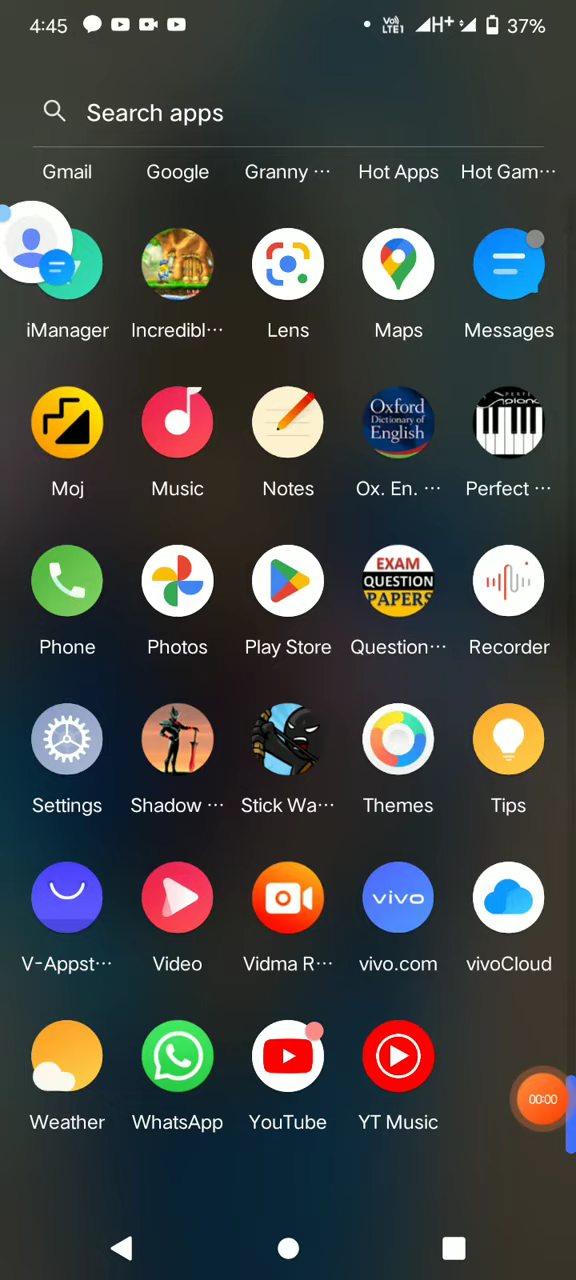 4:45 Vo) LTE1 H+ 37%
Search apps
Gmail Google Granny ··· Hot Apps Hot Gam···
iManager Incredibl··· Lens Maps Messages
Oxford
Dictionary of
English
Moj Music Notes Ox. En. ··· Perfect ···
EXAM
QUESTION
PAPERS
Phone Photos Play Store Question··· Recorder
Settings Shadow ··· Stick Wa··· Themes Tips
vivo
V-Appst··· Video Vidma R··· vivo.com vivoCloud
00:00
Weather WhatsApp YouTube YT Music